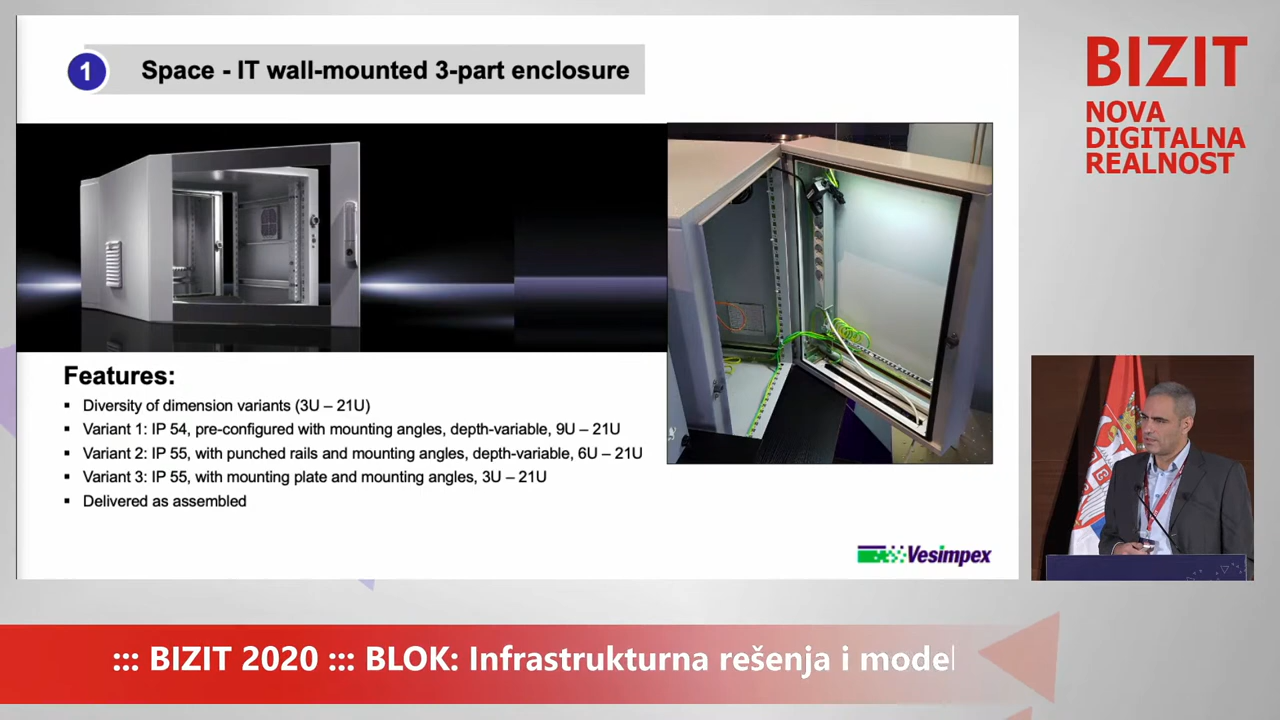 1
Space - IT wall-mounted 3-part enclosure
BIZIT
NOVA
DIGITALNA
REALNOST
Features:
▪ Diversity of dimension variants (3U – 21U)
▪ Variant 1: IP 54, pre-configured with mounting angles, depth-variable, 9U – 21U
▪ Variant 2: IP 55, with punched rails and mounting angles, depth-variable, 6U – 21U
▪ Variant 3: IP 55, with mounting plate and mounting angles, 3U – 21U
▪ Delivered as assembled
Vesimpex
::: BIZIT 2020 ::: BLOK: Infrastrukturna rešenja i model